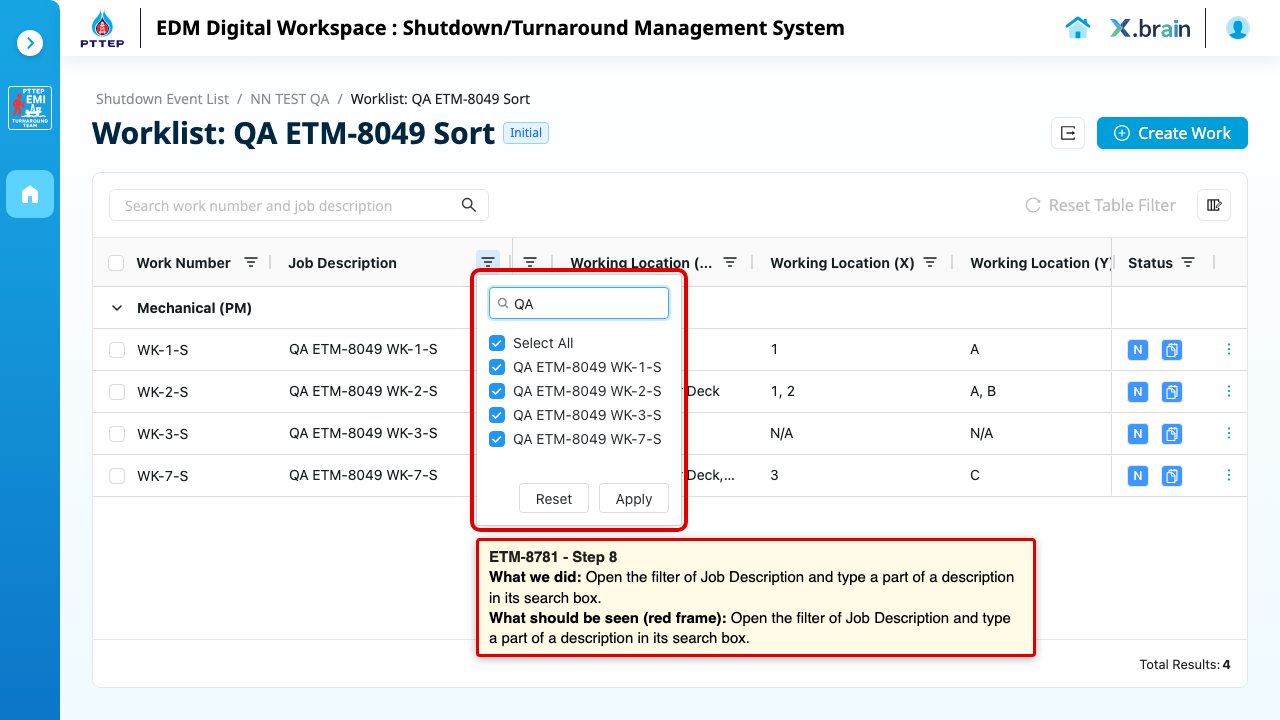 PTTEP
EDM Digital Workspace : Shutdown/Turnaround Management System
X.brain
PTTEP
EMI
TURNAROUND
TEAM
Shutdown Event List / NN TEST QA / Worklist: QA ETM-8049 Sort
Worklist: QA ETM-8049 Sort Initial
Create Work
Search work number and job description
Reset Table Filter
Work Number Job Description Working Location (... Working Location (X) Working Location (Y) Status
Mechanical (PM)
WK-1-S QA ETM-8049 WK-1-S 1 A N
WK-2-S QA ETM-8049 WK-2-S Deck 1, 2 A, B N
WK-3-S QA ETM-8049 WK-3-S N/A N/A N
WK-7-S QA ETM-8049 WK-7-S Deck,... 3 C N
QA
Select All
QA ETM-8049 WK-1-S
QA ETM-8049 WK-2-S
QA ETM-8049 WK-3-S
QA ETM-8049 WK-7-S
Reset Apply
ETM-8781 - Step 8
What we did: Open the filter of Job Description and type a part of a description
in its search box.
What should be seen (red frame): Open the filter of Job Description and type
a part of a description in its search box.
Total Results: 4